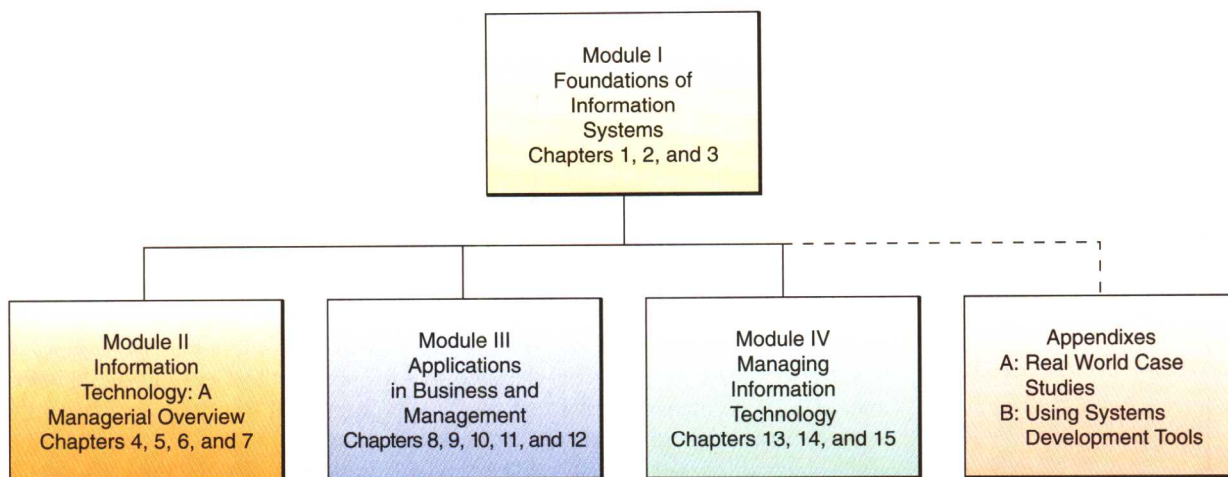 Module I
Foundations of
Information
Systems
Chapters 1, 2, and 3
Module II
Information
Technology: A
Managerial Overview
Chapters 4, 5, 6, and 7
Module III
Applications
in Business and
Management
Chapters 8, 9, 10, 11, and 12
Module IV
Managing
Information
Technology
Chapters 13, 14, and 15
Appendixes
A: Real World Case
Studies
B: Using Systems
Development Tools